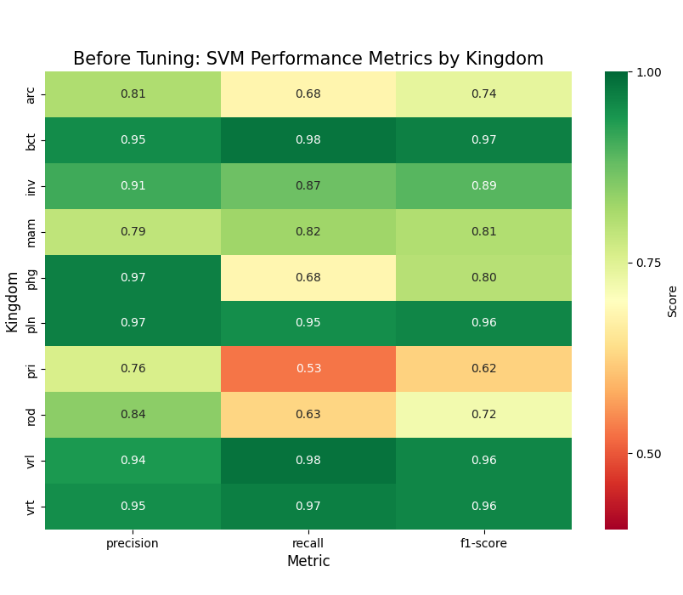 Before Tuning: SVM Performance Metrics by Kingdom
Kingdom
arc 0.81 0.68 0.74
bct 0.95 0.98 0.97
inv 0.91 0.87 0.89
mam 0.79 0.82 0.81
phg 0.97 0.68 0.80
pln 0.97 0.95 0.96
pri 0.76 0.53 0.62
rod 0.84 0.63 0.72
vrl 0.94 0.98 0.96
vrt 0.95 0.97 0.96
precision recall f1-score
Metric
1.00
0.75
0.50
Score